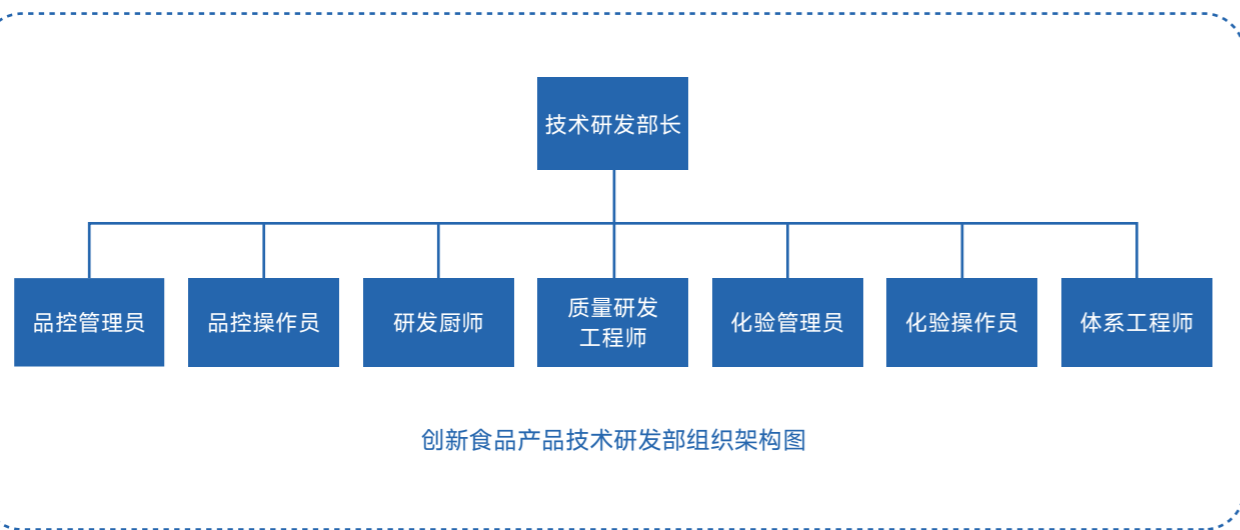 技术研发部长
品控管理员
品控操作员
研发厨师
质量研发
工程师
化验管理员
化验操作员
体系工程师
创新食品产品技术研发部组织架构图